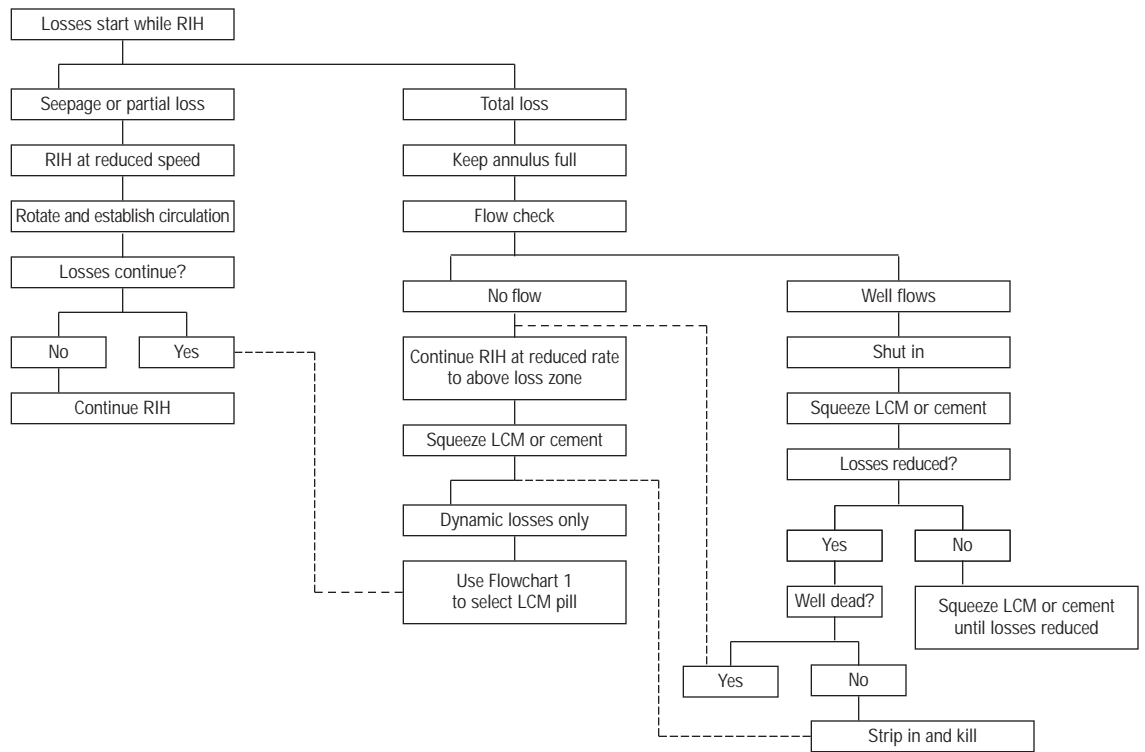 Losses start while RIH
Seepage or partial loss
RIH at reduced speed
Rotate and establish circulation
Losses continue?
No
Yes
Continue RIH
Total loss
Keep annulus full
Flow check
No flow
Continue RIH at reduced rate
to above loss zone
Squeeze LCM or cement
Dynamic losses only
Use Flowchart 1
to select LCM pill
Well flows
Shut in
Squeeze LCM or cement
Losses reduced?
Yes
No
Well dead?
Squeeze LCM or cement
until losses reduced
Yes
No
Strip in and kill